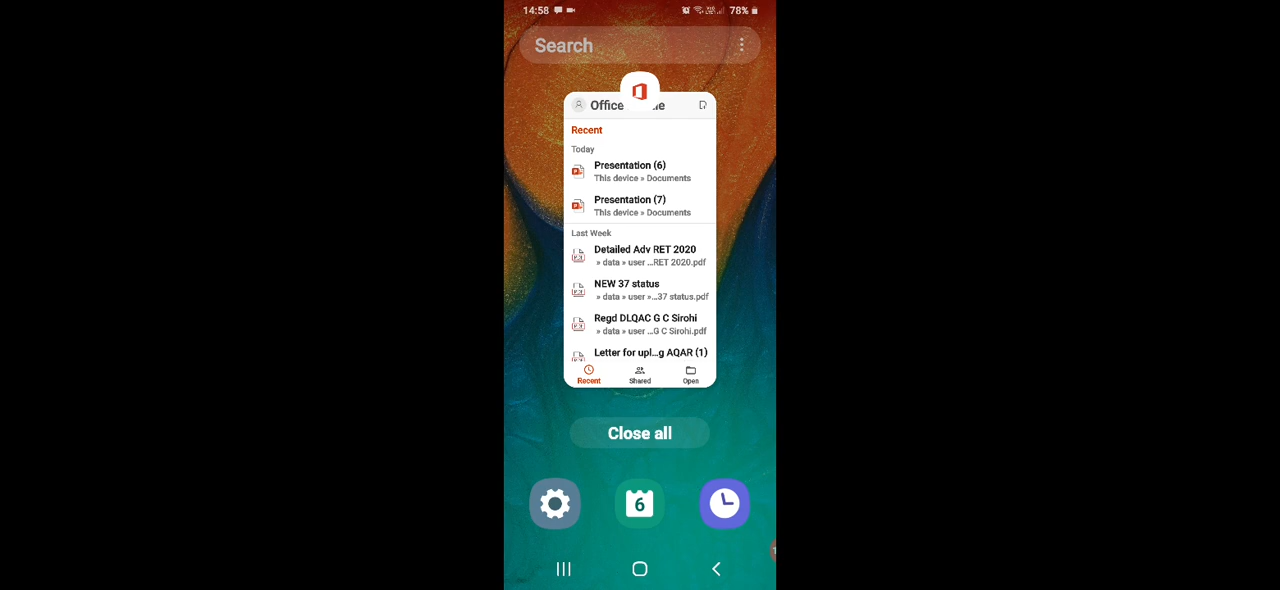 14:58 78%
Search
Office
Recent
Today
Presentation (6)
This device » Documents
Presentation (7)
This device » Documents
Last Week
Detailed Adv RET 2020
» data » user ...RET 2020.pdf
NEW 37 status
» data » user »...37 status.pdf
Regd DLQAC G C Sirohi
» data » user ...G C Sirohi.pdf
Letter for upl...g AQAR (1)
Recent Shared Open
Close all
6